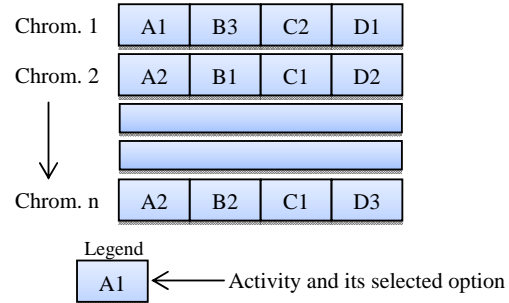 Chrom. 1 A1 B3 C2 D1
Chrom. 2 A2 B1 C1 D2
Chrom. n A2 B2 C1 D3
Legend
A1 Activity and its selected option